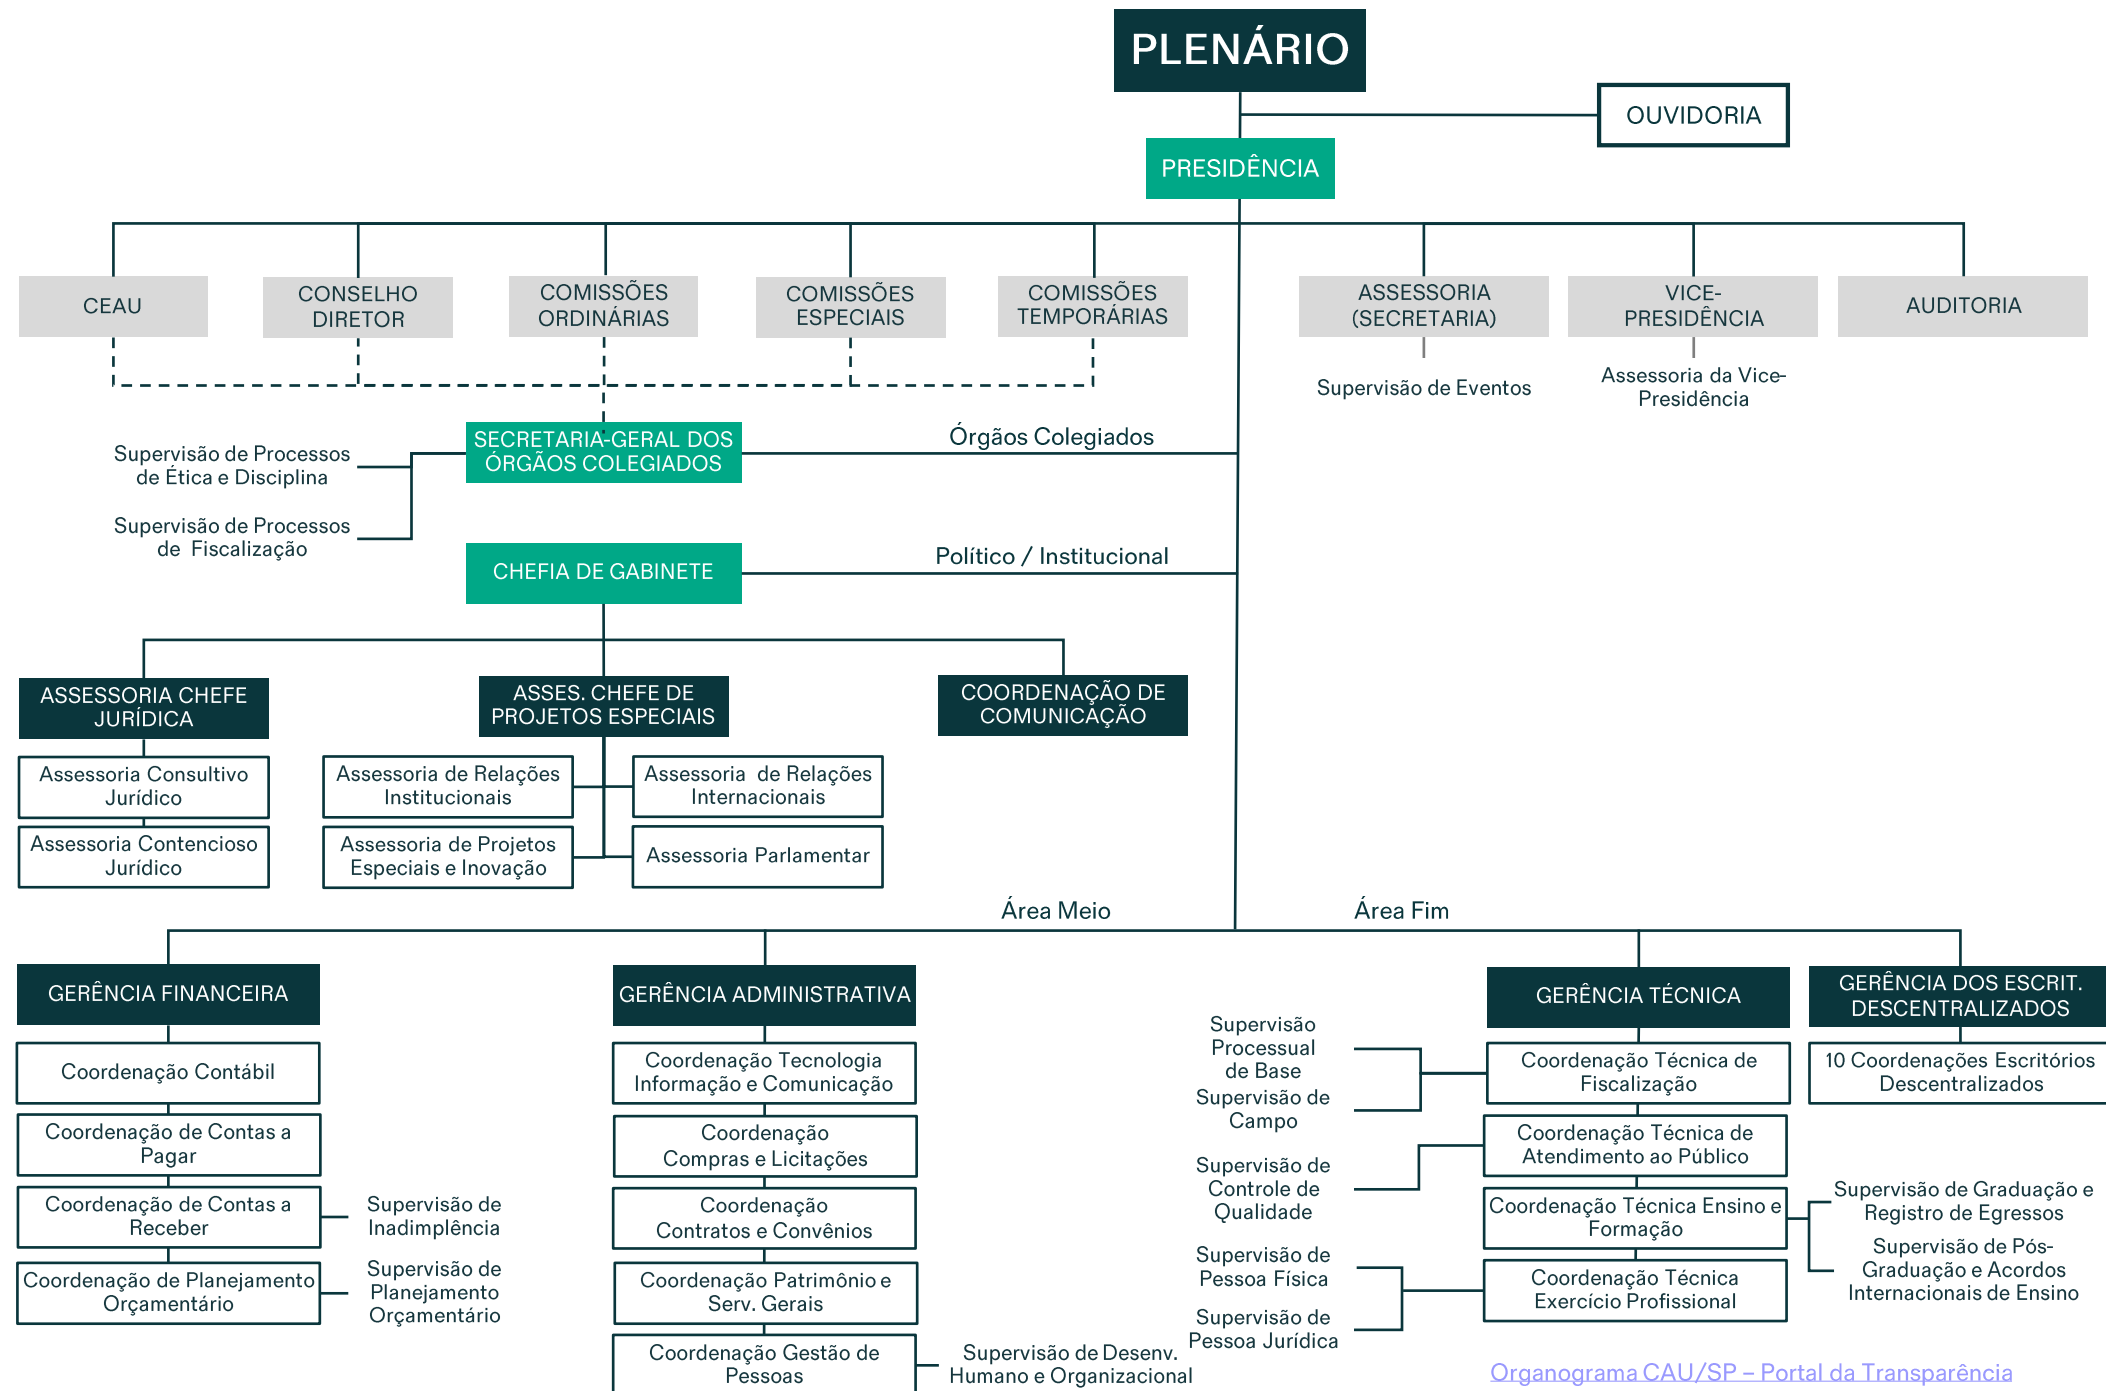 PLENÁRIO
OUVIDORIA
PRESIDÊNCIA
CEAU
CONSELHO
DIRETOR
COMISSÕES
ORDINÁRIAS
COMISSÕES
ESPECIAIS
COMISSÕES
TEMPORÁRIAS
ASSESSORIA
(SECRETARIA)
VICE-
PRESIDÊNCIA
AUDITORIA
Supervisão de Eventos
Assessoria da Vice-
Presidência
SECRETARIA-GERAL DOS
ÓRGÃOS COLEGIADOS
Órgãos Colegiados
Supervisão de Processos
de Ética e Disciplina
Supervisão de Processos
de Fiscalização
CHEFIA DE GABINETE
Político / Institucional
ASSESSORIA CHEFE
JURÍDICA
ASSES. CHEFE DE
PROJETOS ESPECIAIS
COORDENAÇÃO DE
COMUNICAÇÃO
Assessoria Consultivo
Jurídico
Assessoria Contencioso
Jurídico
Assessoria de Relações
Institucionais
Assessoria de Relações
Internacionais
Assessoria de Projetos
Especiais e Inovação
Assessoria Parlamentar
Área Meio
Área Fim
GERÊNCIA FINANCEIRA
Coordenação Contábil
Coordenação de Contas a
Pagar
Coordenação de Contas a
Receber
Supervisão de
Inadimplência
Coordenação de Planejamento
Orçamentário
Supervisão de
Planejamento
Orçamentário
GERÊNCIA ADMINISTRATIVA
Coordenação Tecnologia
Informação e Comunicação
Coordenação
Compras e Licitações
Coordenação
Contratos e Convênios
Coordenação Patrimônio e
Serv. Gerais
Coordenação Gestão de
Pessoas
Supervisão de Desenv.
Humano e Organizacional
GERÊNCIA TÉCNICA
Supervisão
Processual
de Base
Supervisão de
Campo
Coordenação Técnica de
Fiscalização
Supervisão de
Controle de
Qualidade
Coordenação Técnica de
Atendimento ao Público
Coordenação Técnica Ensino e
Formação
Supervisão de Graduação e
Registro de Egressos
Supervisão de Pós-
Graduação e Acordos
Internacionais de Ensino
Supervisão de
Pessoa Física
Supervisão de
Pessoa Jurídica
Coordenação Técnica
Exercício Profissional
GERÊNCIA DOS ESCRIT.
DESCENTRALIZADOS
10 Coordenações Escritórios
Descentralizados
Organograma CAU/SP – Portal da Transparência